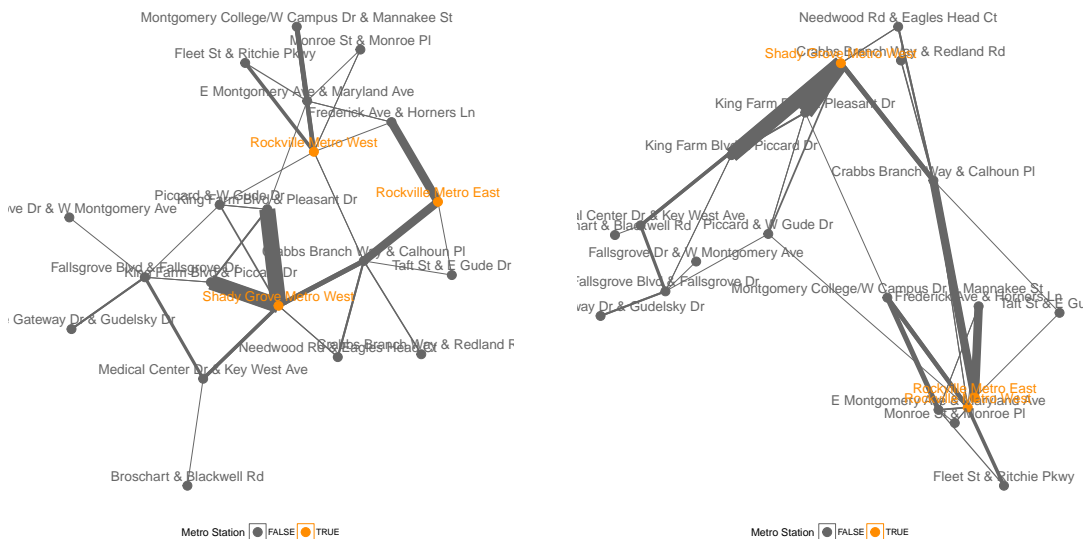 Montgomery College/W Campus Dr & Mannakee St
Monroe St & Monroe Pl
Fleet St & Ritchie Pkwy
E Montgomery Ave & Maryland Ave
Frederick Ave & Horners Ln
Rockville Metro West
Piccard & W Gude Dr
Rockville Metro East
King Farm Blvd & Pleasant Dr
ve Dr & W Montgomery Ave
Crabbs Branch Way & Calhoun Pl
Fallsgrove Blvd & Fallsgrove Dr
King Farm Blvd & Piccard Dr
Taft St & E Gude Dr
Shady Grove Metro West
Gateway Dr & Gudelsky Dr
Needwood Rd & Eagles Head Ct
Crabbs Branch Way & Redland R
Medical Center Dr & Key West Ave
Broschart & Blackwell Rd
Metro Station FALSE TRUE
Needwood Rd & Eagles Head Ct
Crabbs Branch Way & Redland Rd
Shady Grove Metro West
King Farm Blvd & Pleasant Dr
King Farm Blvd & Piccard Dr
Crabbs Branch Way & Calhoun Pl
al Center Dr & Key West Ave
hart & Blackwell Rd
Piccard & W Gude Dr
Fallsgrove Dr & W Montgomery Ave
Fallsgrove Blvd & Fallsgrove Dr
Montgomery College/W Campus Dr & Mannakee St
Frederick Ave & Horners Ln
way Dr & Gudelsky Dr
Taft St & E Gu
Rockville Metro East
Rockville Metro West
E Montgomery Ave & Maryland Ave
Monroe St & Monroe Pl
Fleet St & Ritchie Pkwy
Metro Station FALSE TRUE